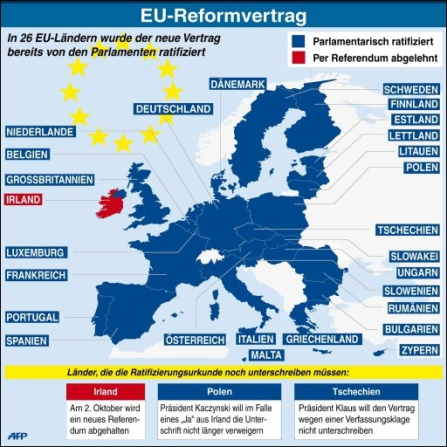 EU-Reformvertrag
In 26 EU-Ländern wurde der neue Vertrag
bereits von den Parlamenten ratifiziert
Parlamentarisch ratifiziert
Per Referendum abgelehnt
DÄNEMARK
DEUTSCHLAND
NIEDERLANDE
BELGIEN
GROSSBRITANNIEN
IRLAND
LUXEMBURG
FRANKREICH
PORTUGAL
SPANIEN
SCHWEDEN
FINNLAND
ESTLAND
LETTLAND
LITAUEN
POLEN
TSCHECHIEN
SLOWAKEI
UNGARN
SLOWENIEN
RUMÄNIEN
BULGARIEN
ZYPERN
ÖSTERREICH
ITALIEN
MALTA
GRIECHENLAND
Länder, die die Ratifizierungsurkunde noch unterschreiben müssen:
Irland
Am 2. Oktober wird
ein neues Referen-
dum abgehalten
Polen
Präsident Kaczynski will im Falle
eines „Ja" aus Irland die Unter-
schrift nicht länger verweigern
Tschechien
Präsident Klaus will den Vertrag
wegen einer Verfassungsklage
nicht unterschreiben
AFP